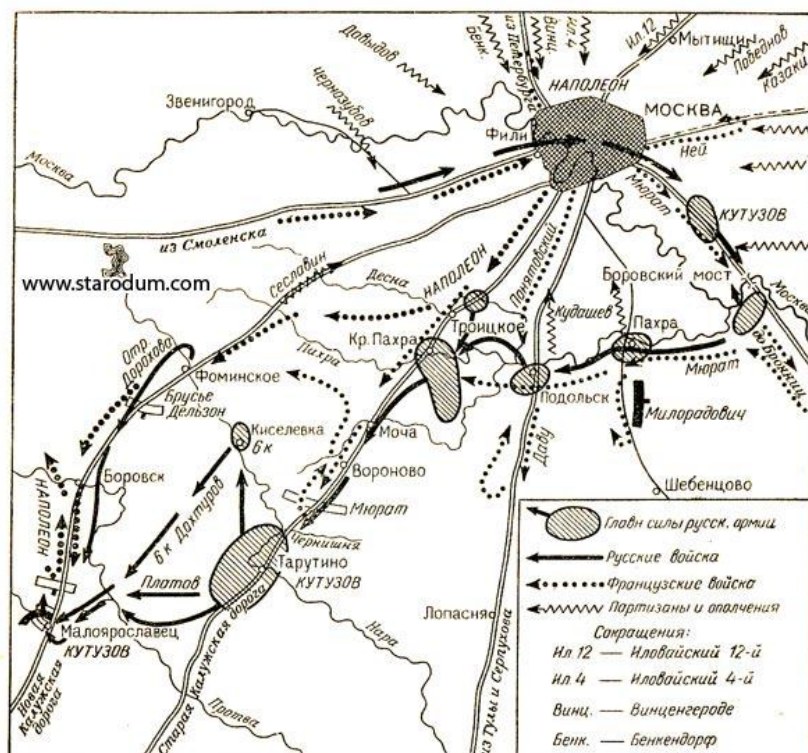 Давыдов
Бенк.
из Петербурга
Винц.
Ил. 4
Ил. 12
Мытищи
Победнов
казаки
НАПОЛЕОН
Чернозубов
Звенигород
МОСКВА
Фили
Ней
Москва
Мюрат
КУТУЗОВ
из Смоленска
www.starodum.com
Сеславин
Десна
НАПОЛЕОН
Понятовский
Боровский мост
Москва
Троицкое
Кудашев
Пахра
до Бронниц
Отр.
Дорохова
Пахра
Кр. Пахра
Фоминское
Мюрат
Брусье
Дельзон
Подольск
Милорадович
Киселевка
6 к
Моча
Даву
Боровск
Вороново
Шебенцово
НАПОЛЕОН
6 к Дохтуров
Мюрат
Чернишня
Платов
Тарутино
КУТУЗОВ
Лопасня
Малоярославец
КУТУЗОВ
Нара
Новая
Калужская
дорога
Старая Калужская дорога
Протва
из Тулы и Серпухова
Главн силы русск. армии
Русские войска
Французские войска
Партизаны и ополчения
Сокращения:
Ил. 12 — Иловайский 12-й
Ил. 4 — Иловайский 4-й
Винц. — Винценгероде
Бенк. — Бенкендорф